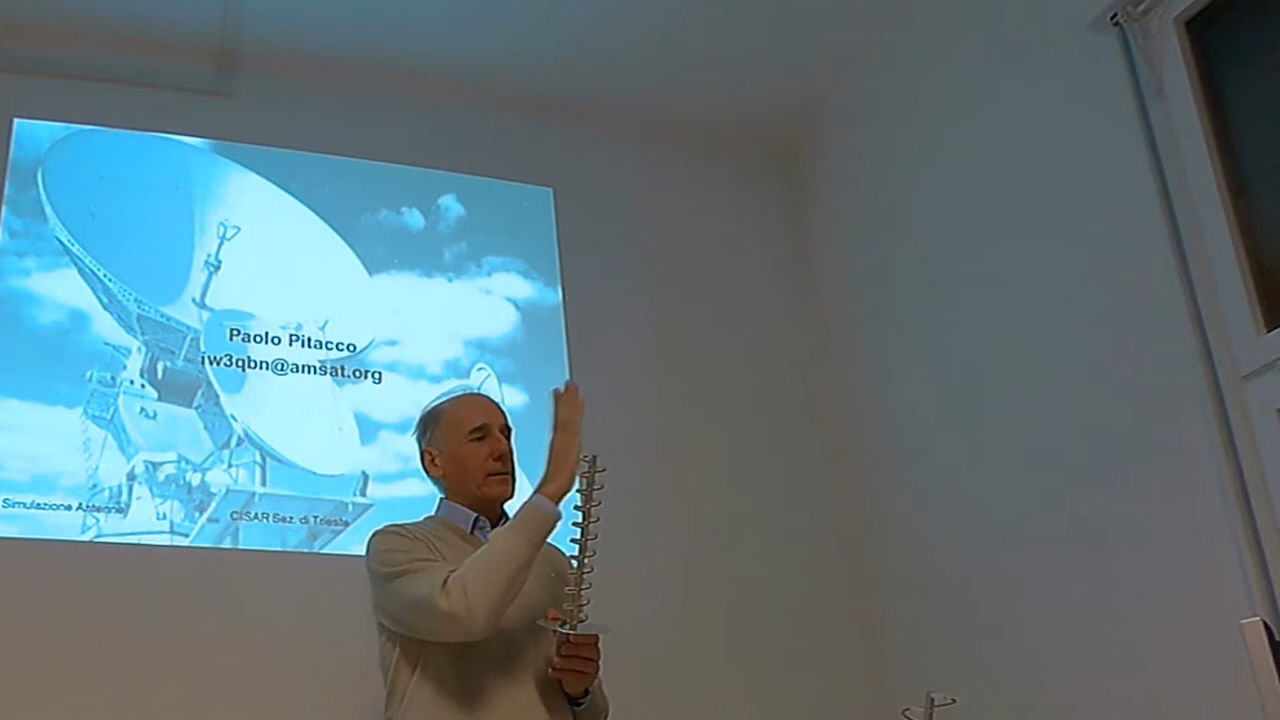 Paolo Pitacco
iw3qbn@amsat.org
Simulazione Antenne
CISAR Sez. di Trieste